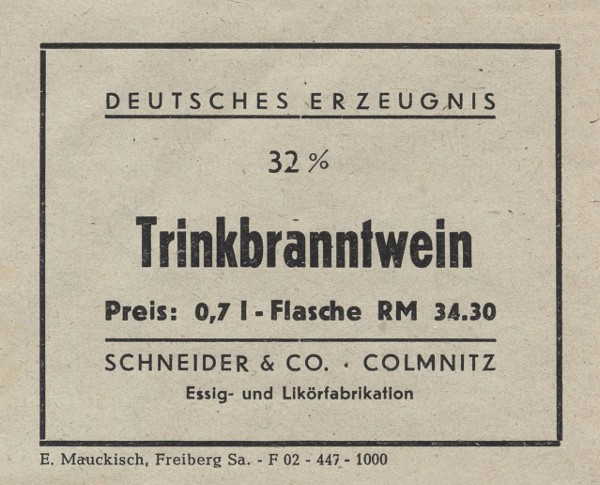 DEUTSCHES ERZEUGNIS
32 %
Trinkbranntwein
Preis: 0,7 l - Flasche RM 34.30
SCHNEIDER & CO. · COLMNITZ
Essig- und Likörfabrikation
E. Mauckisch, Freiberg Sa. - F 02 - 447 - 1000